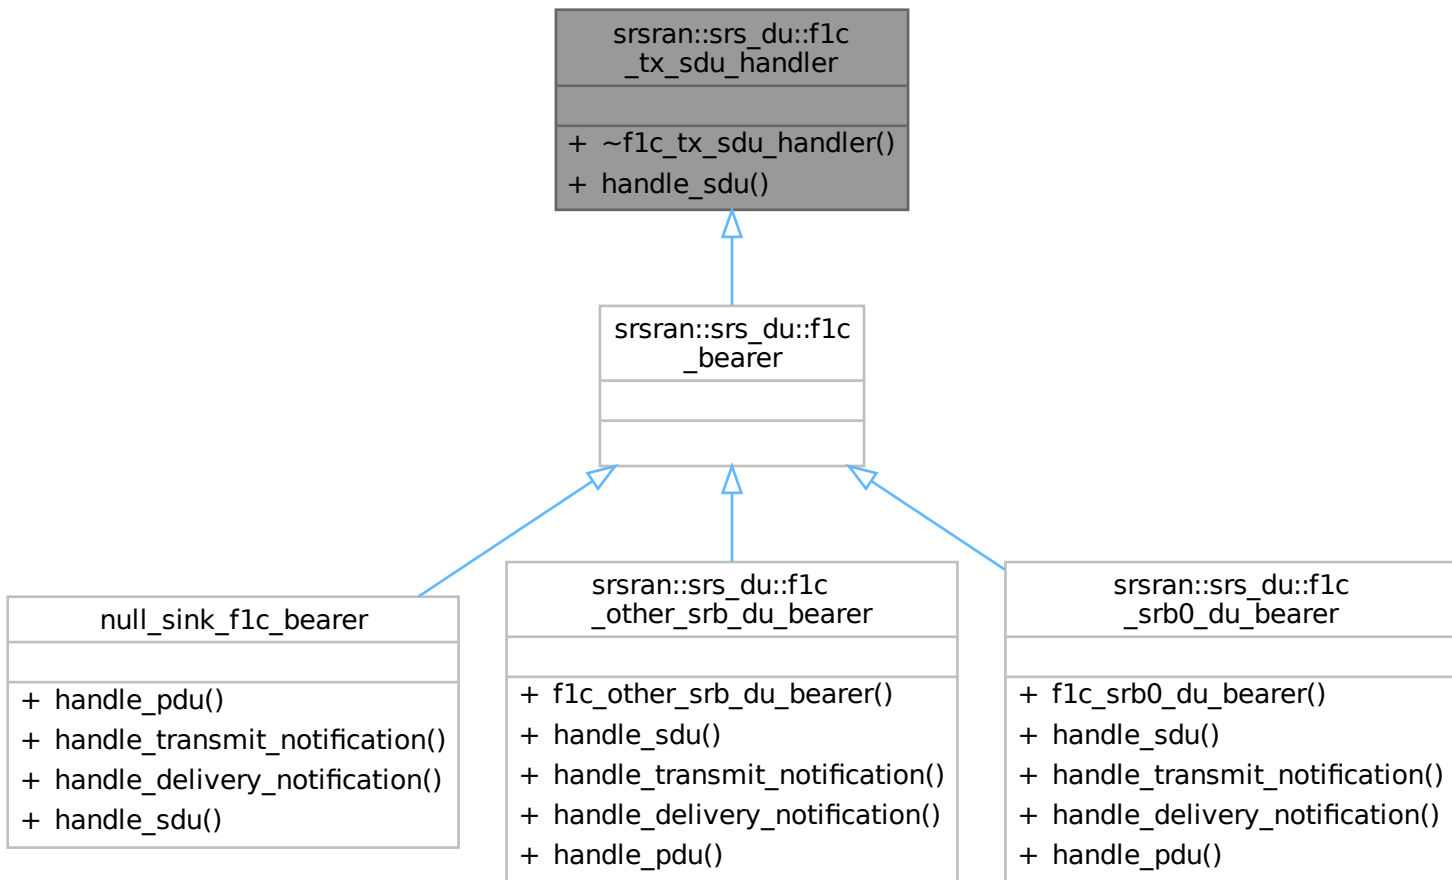 srsran::srs_du::f1c
_tx_sdu_handler
+ ~f1c_tx_sdu_handler()
+ handle_sdu()
srsran::srs_du::f1c
_bearer
null_sink_f1c_bearer
+ handle_pdu()
+ handle_transmit_notification()
+ handle_delivery_notification()
+ handle_sdu()
srsran::srs_du::f1c
_other_srb_du_bearer
+ f1c_other_srb_du_bearer()
+ handle_sdu()
+ handle_transmit_notification()
+ handle_delivery_notification()
+ handle_pdu()
srsran::srs_du::f1c
_srb0_du_bearer
+ f1c_srb0_du_bearer()
+ handle_sdu()
+ handle_transmit_notification()
+ handle_delivery_notification()
+ handle_pdu()